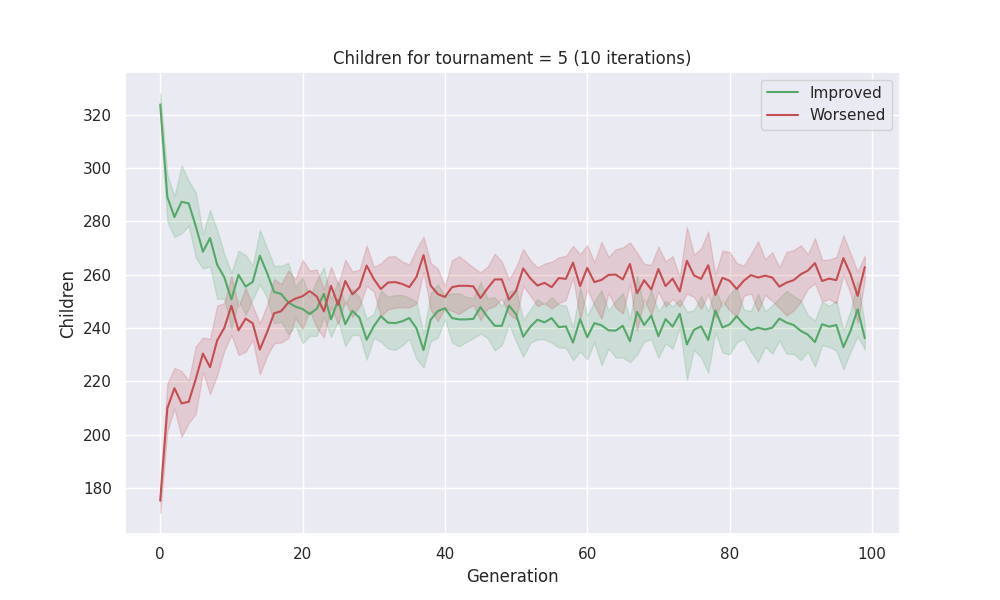 Children for tournament = 5 (10 iterations)
Improved
Worsened
320
300
280
260
240
220
200
180
Children
0 20 40 60 80 100
Generation